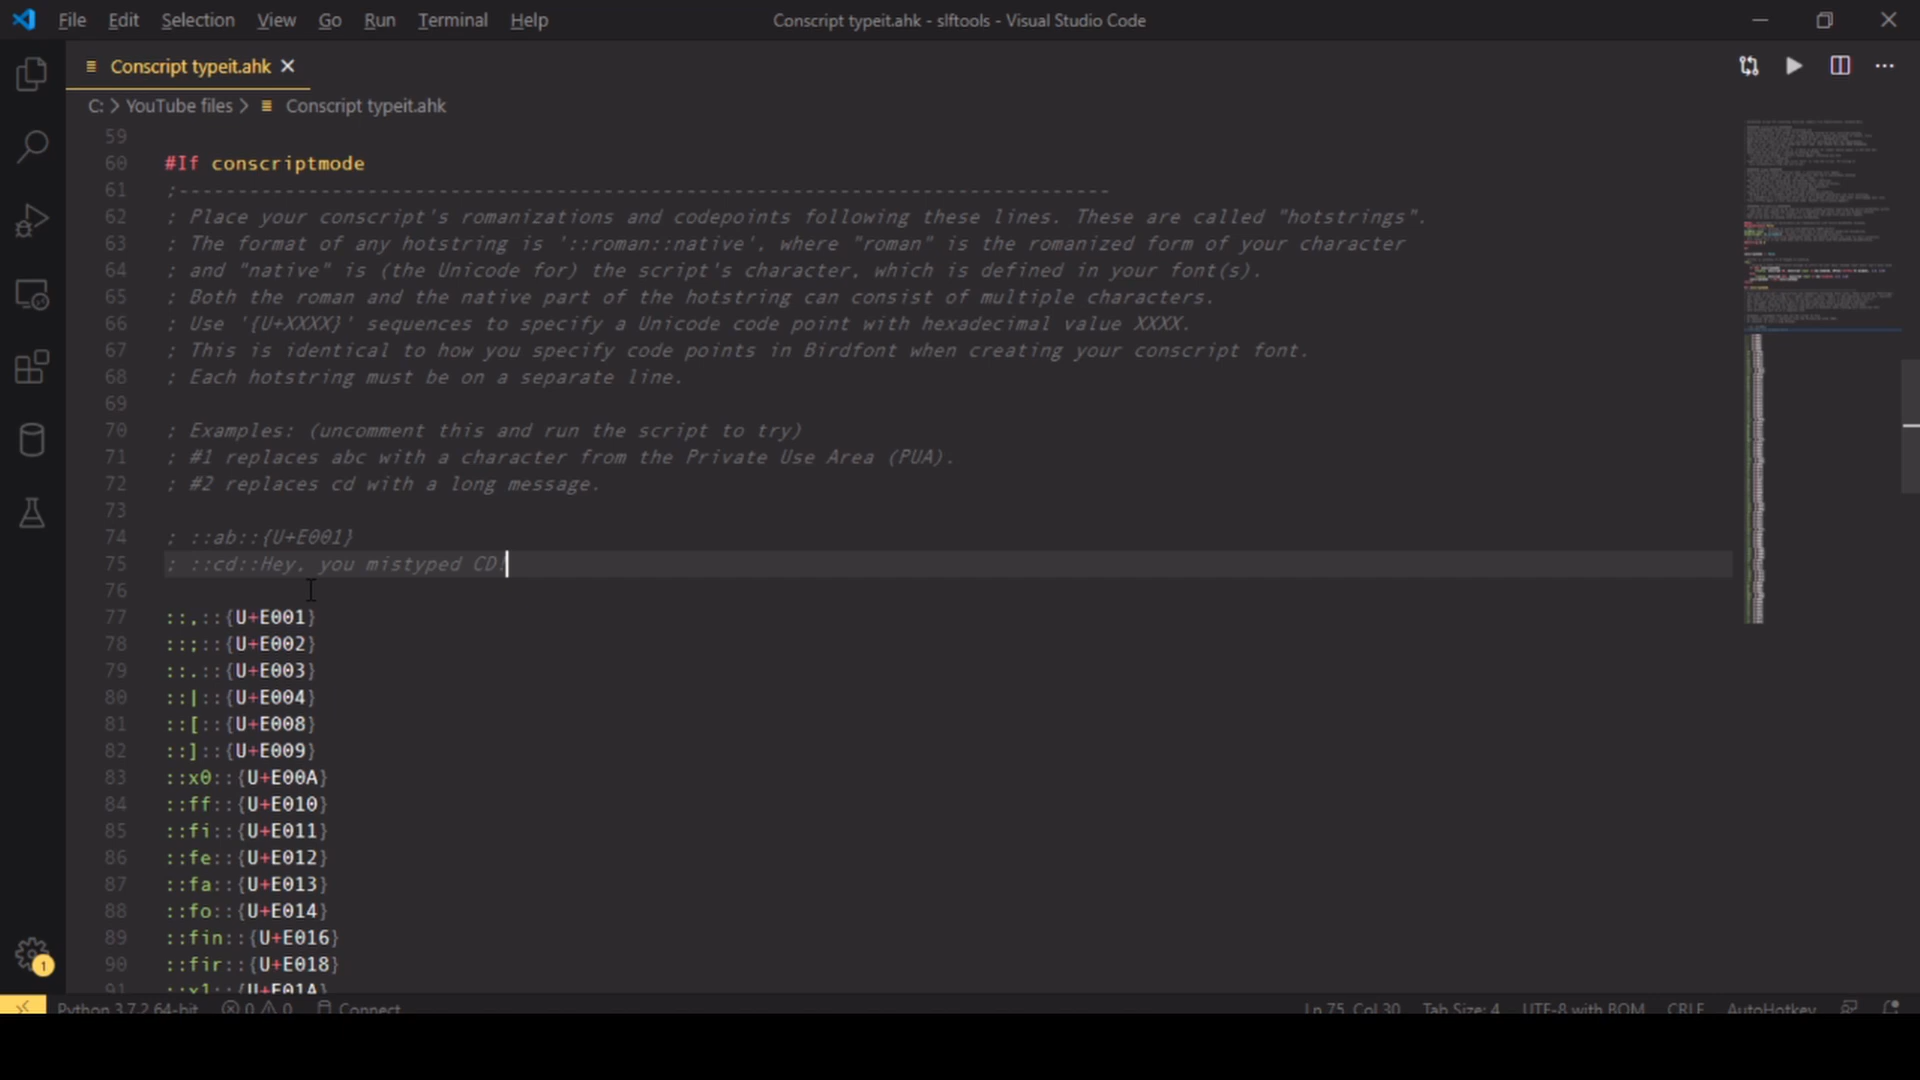 File Edit Selection View Go Run Terminal Help
Conscript typeit.ahk - slftools - Visual Studio Code
Conscript typeit.ahk
C: > YouTube files > Conscript typeit.ahk
59
60 #If conscriptmode
61 ;-------------------------------------------------------------------------------
62 ; Place your conscript's romanizations and codepoints following these lines. These are called "hotstrings".
63 ; The format of any hotstring is '::roman::native', where "roman" is the romanized form of your character
64 ; and "native" is (the Unicode for) the script's character, which is defined in your font(s).
65 ; Both the roman and the native part of the hotstring can consist of multiple characters.
66 ; Use '{U+XXXX}' sequences to specify a Unicode code point with hexadecimal value XXXX.
67 ; This is identical to how you specify code points in Birdfont when creating your conscript font.
68 ; Each hotstring must be on a separate line.
69
70 ; Examples: (uncomment this and run the script to try)
71 ; #1 replaces abc with a character from the Private Use Area (PUA).
72 ; #2 replaces cd with a long message.
73
74 ; ::ab::{U+E001}
75 ; ::cd::Hey, you mistyped CD!
76
77 ::,::{U+E001}
78 ::;::{U+E002}
79 ::.::{U+E003}
80 ::|::{U+E004}
81 ::[::{U+E008}
82 ::]::{U+E009}
83 ::x0::{U+E00A}
84 ::ff::{U+E010}
85 ::fi::{U+E011}
86 ::fe::{U+E012}
87 ::fa::{U+E013}
88 ::fo::{U+E014}
89 ::fin::{U+E016}
90 ::fir::{U+E018}
91 ::x1::{U+E01A}
1
Python 3.7.2 64-bit 0 0 Connect
Ln 75, Col 30 Tab Size: 4 UTF-8 with BOM CRLF AutoHotkey